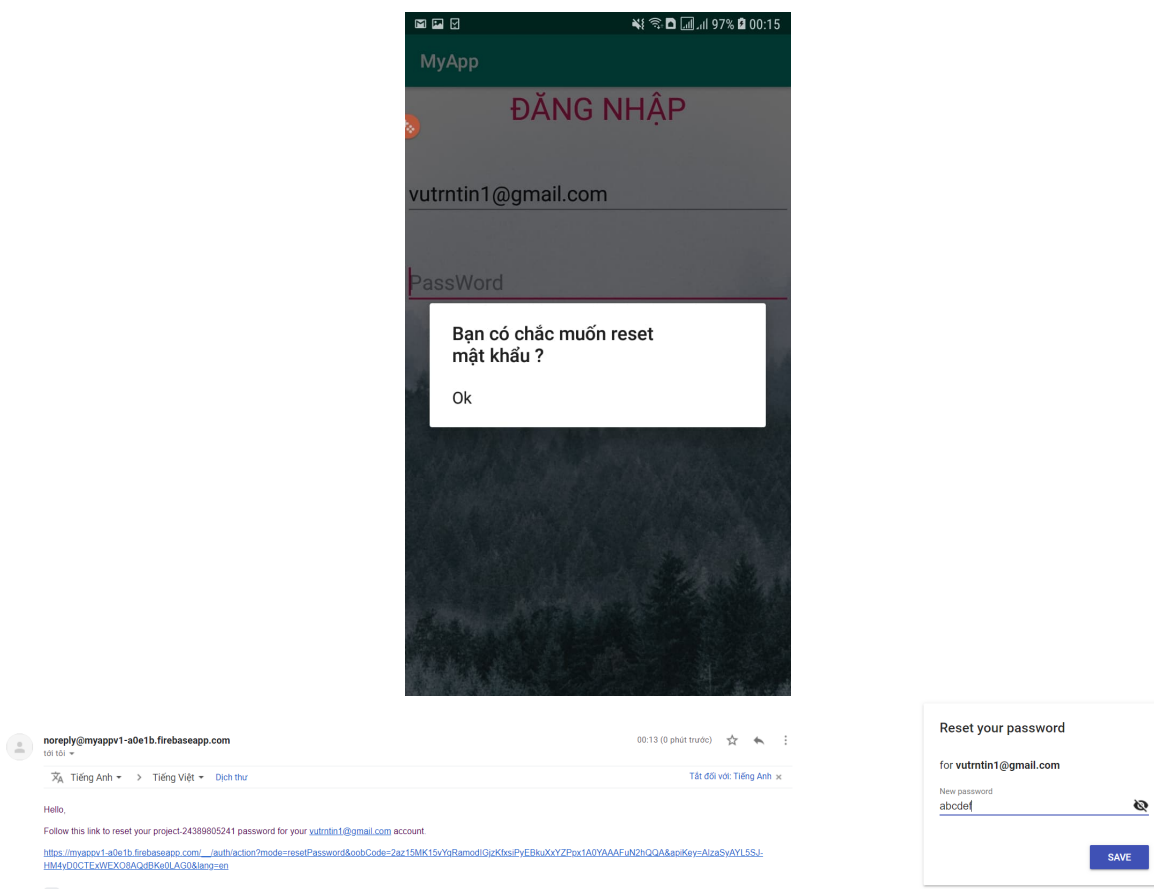 97% 00:15
MyApp
ĐĂNG NHẬP
vutrntin1@gmail.com
PassWord
Bạn có chắc muốn reset
mật khẩu ?
Ok
noreply@myappv1-a0e1b.firebaseapp.com
tới tôi
00:13 (0 phút trước)
Tiếng Anh > Tiếng Việt Dịch thư
Tắt đối với: Tiếng Anh ×
Hello,
Follow this link to reset your project-24389805241 password for your vutrntin1@gmail.com account.
https://myappv1-a0e1b.firebaseapp.com/__/auth/action?mode=resetPassword&oobCode=2az15MK15vYqRamodIGjzKfxsiPyEBkuXxYZPpx1A0YAAAFuN2hQQA&apiKey=AIzaSyAYL5SJ-
HM4yD0CTExWEXO8AQdBKe0LAG0&lang=en
Reset your password
for vutrntin1@gmail.com
New password
abcdef
SAVE